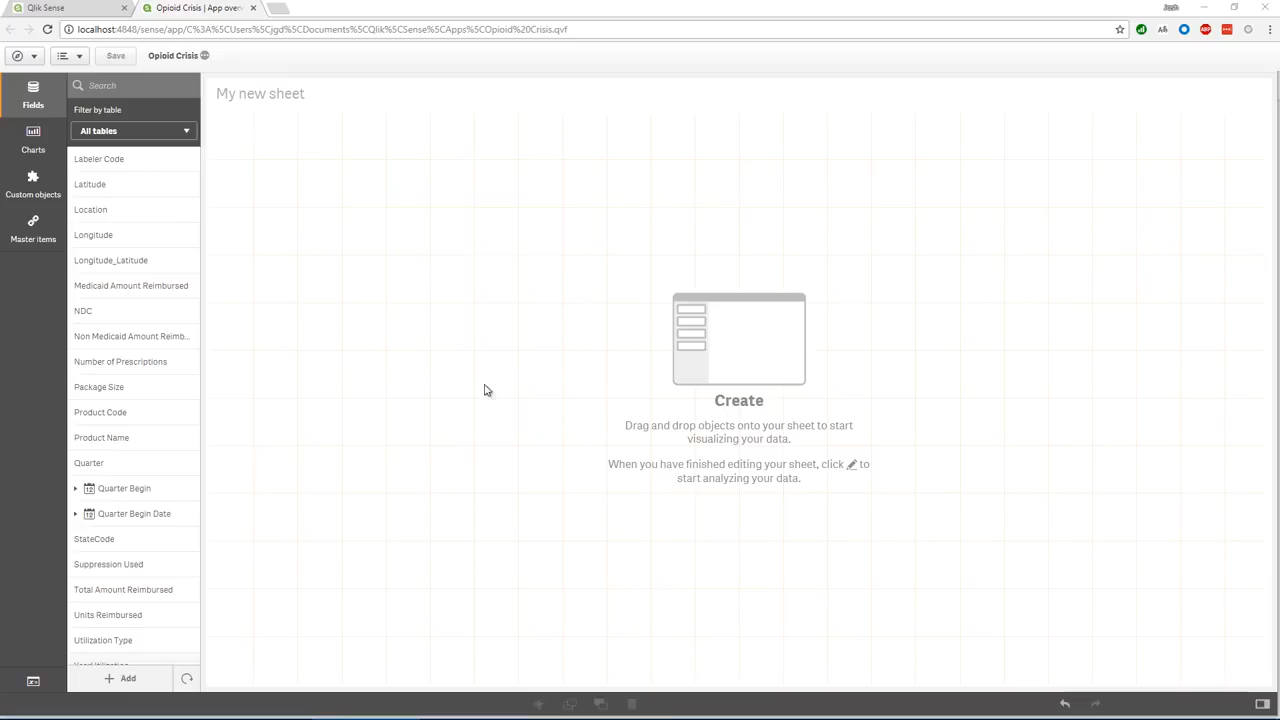 Qlik Sense
Opioid Crisis | App over
Josh
localhost:4848/sense/app/C%3A%5CUsers%5Cjgd%5CDocuments%5CQlik%5CSense%5CApps%5COpioid%20Crisis.qvf
Save
Opioid Crisis
Fields
Charts
Custom objects
Master items
Search
Filter by table
All tables
Labeler Code
Latitude
Location
Longitude
Longitude_Latitude
Medicaid Amount Reimbursed
NDC
Non Medicaid Amount Reimb...
Number of Prescriptions
Package Size
Product Code
Product Name
Quarter
12 Quarter Begin
12 Quarter Begin Date
StateCode
Suppression Used
Total Amount Reimbursed
Units Reimbursed
Utilization Type
Add
My new sheet
Create
Drag and drop objects onto your sheet to start
visualizing your data.
When you have finished editing your sheet, click to
start analyzing your data.